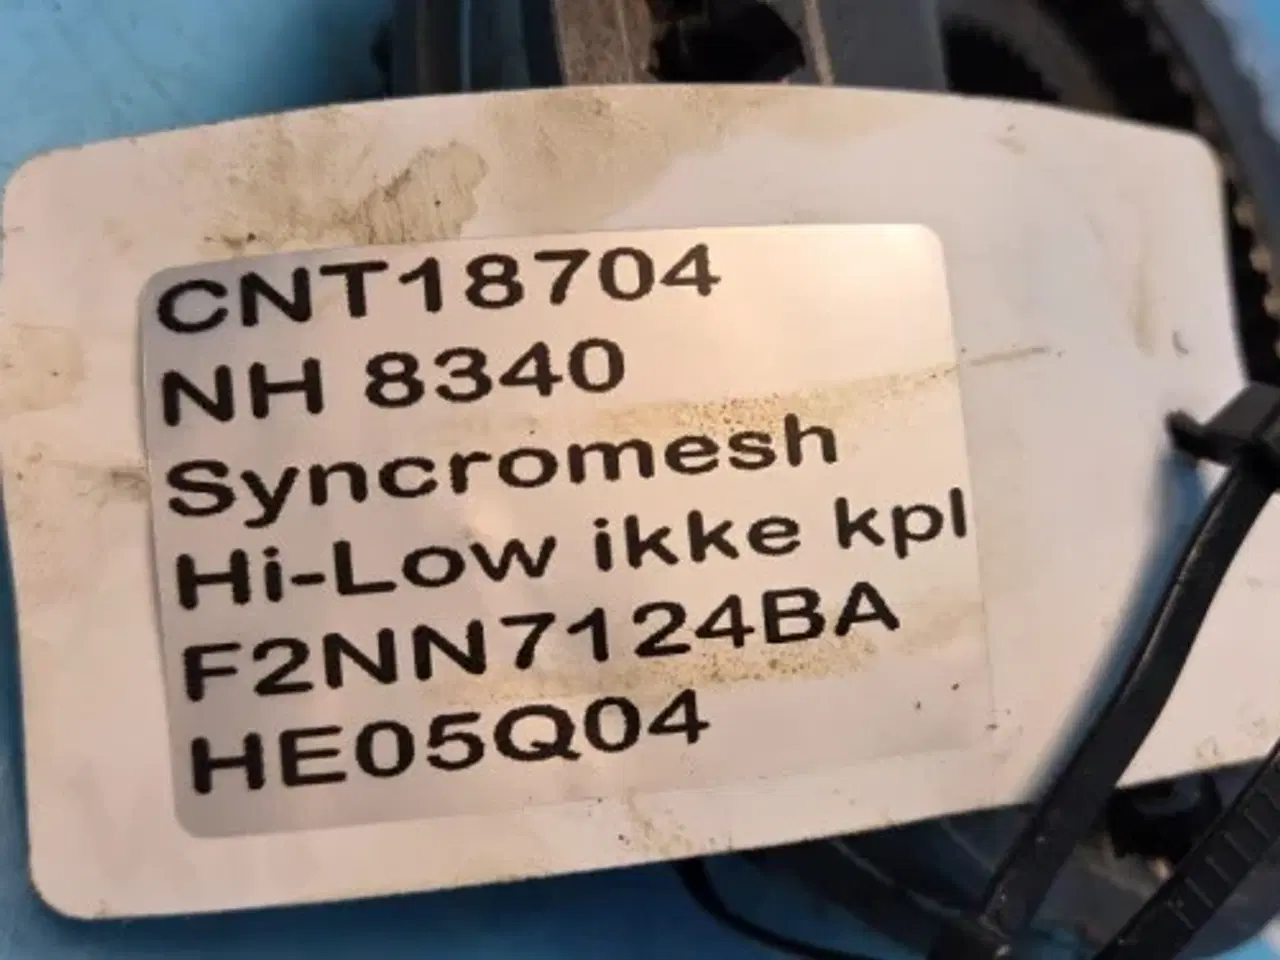 CNT18704
NH 8340
Syncromesh
Hi-Low ikke kpl
F2NN7124BA
HE05Q04